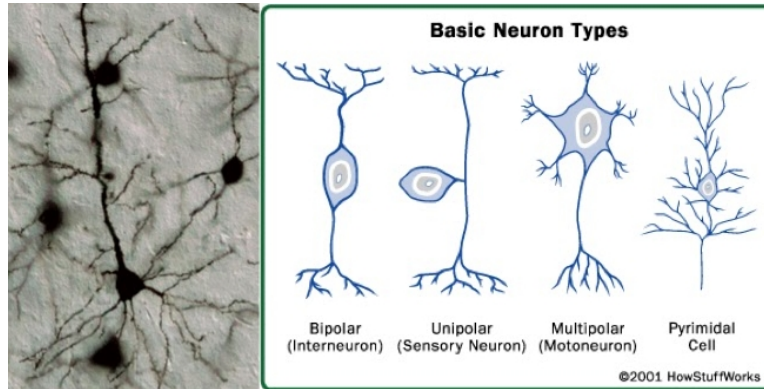 Basic Neuron Types
Bipolar
(Interneuron)
Unipolar
(Sensory Neuron)
Multipolar
(Motoneuron)
Pyrimidal
Cell
©2001 HowStuffWorks